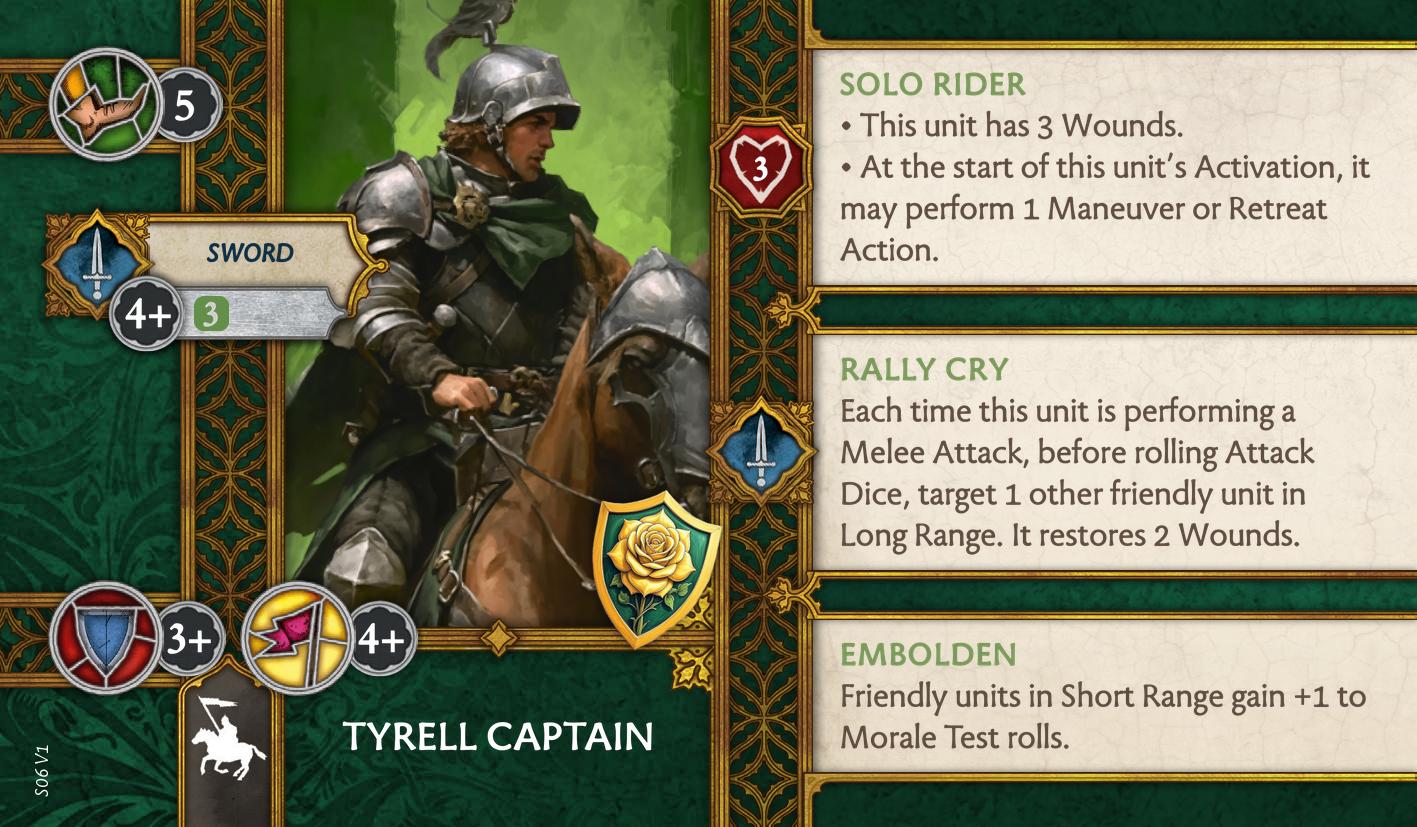 5
SWORD
4+ 3
3+ 4+
TYRELL CAPTAIN
S06 V1
3
SOLO RIDER
• This unit has 3 Wounds.
• At the start of this unit's Activation, it
may perform 1 Maneuver or Retreat
Action.
RALLY CRY
Each time this unit is performing a
Melee Attack, before rolling Attack
Dice, target 1 other friendly unit in
Long Range. It restores 2 Wounds.
EMBOLDEN
Friendly units in Short Range gain +1 to
Morale Test rolls.